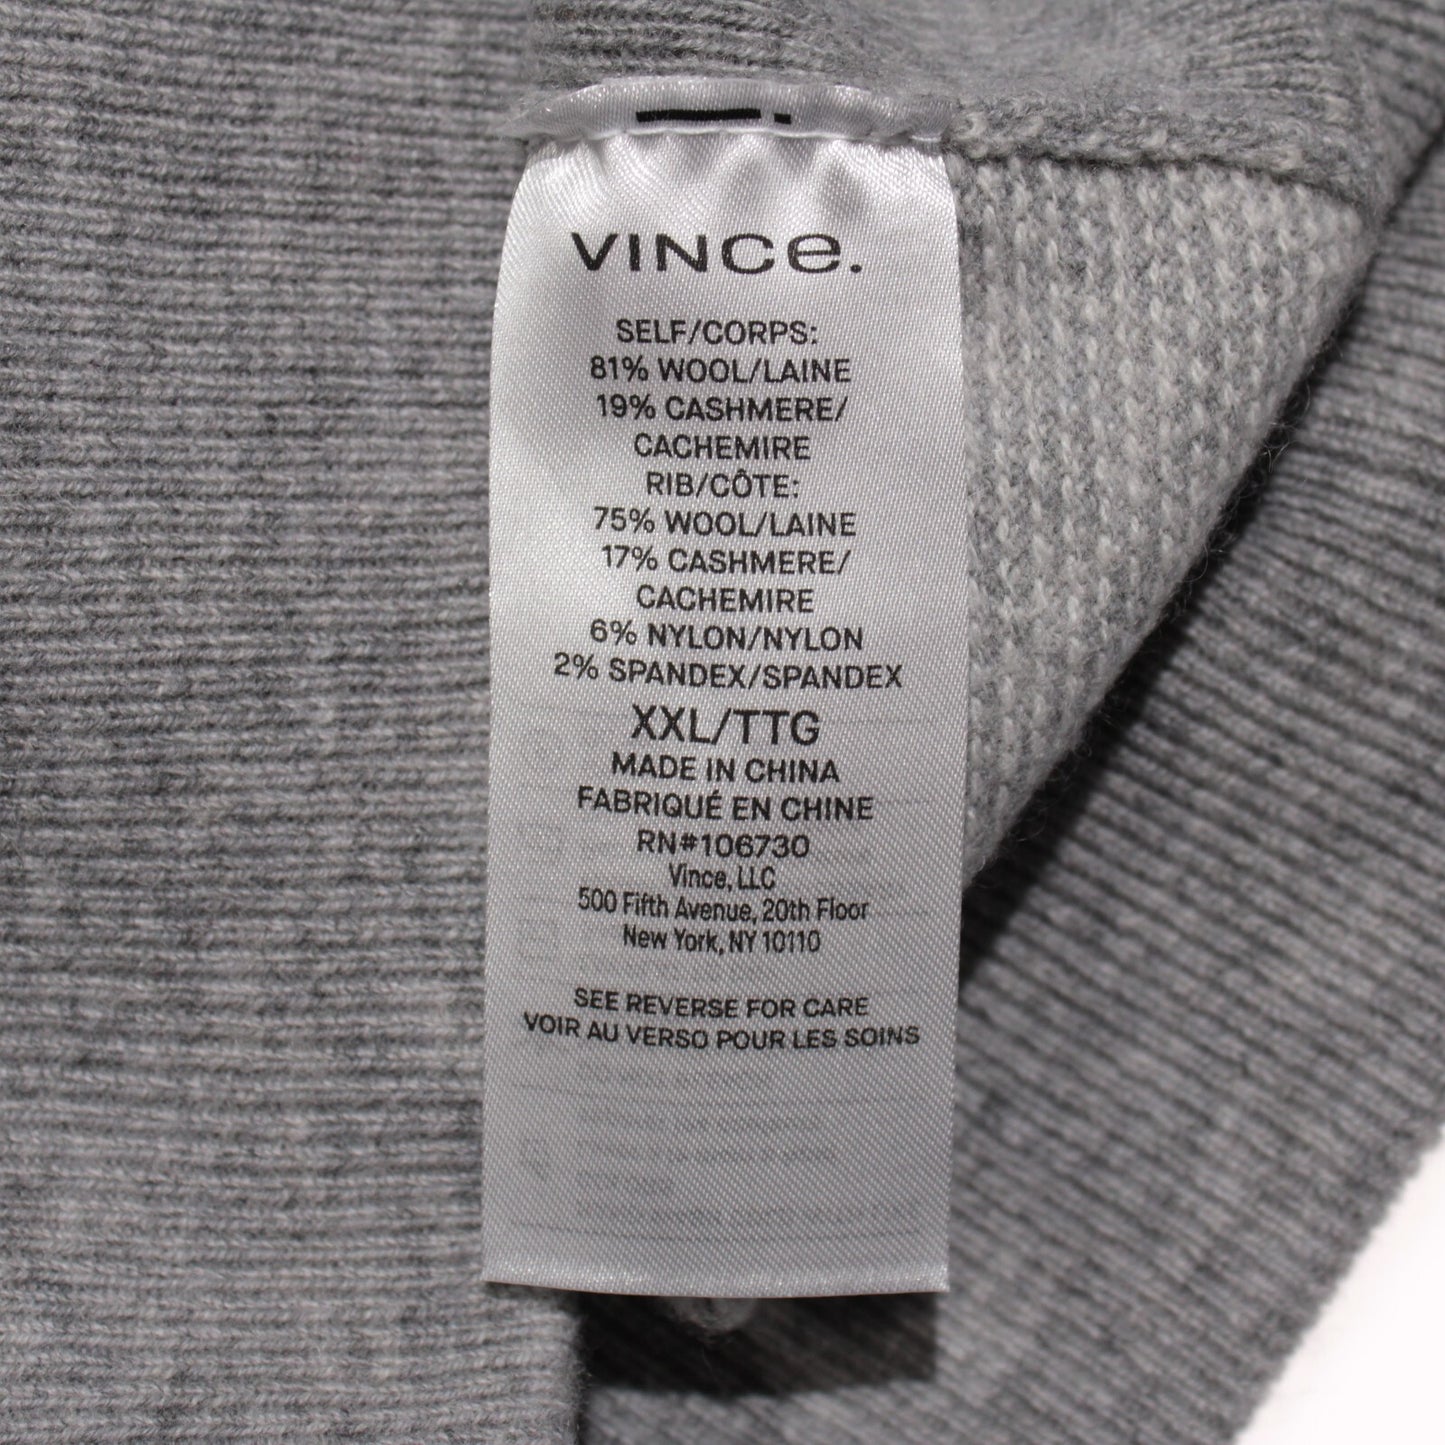 VINCe.
SELF/CORPS:
81% WOOL/LAINE
19% CASHMERE/
CACHEMIRE
RIB/CÔTE:
75% WOOL/LAINE
17% CASHMERE/
CACHEMIRE
6% NYLON/NYLON
2% SPANDEX/SPANDEX
XXL/TTG
MADE IN CHINA
FABRIQUÉ EN CHINE
RN#106730
Vince, LLC
500 Fifth Avenue, 20th Floor
New York, NY 10110
SEE REVERSE FOR CARE
VOIR AU VERSO POUR LES SOINS